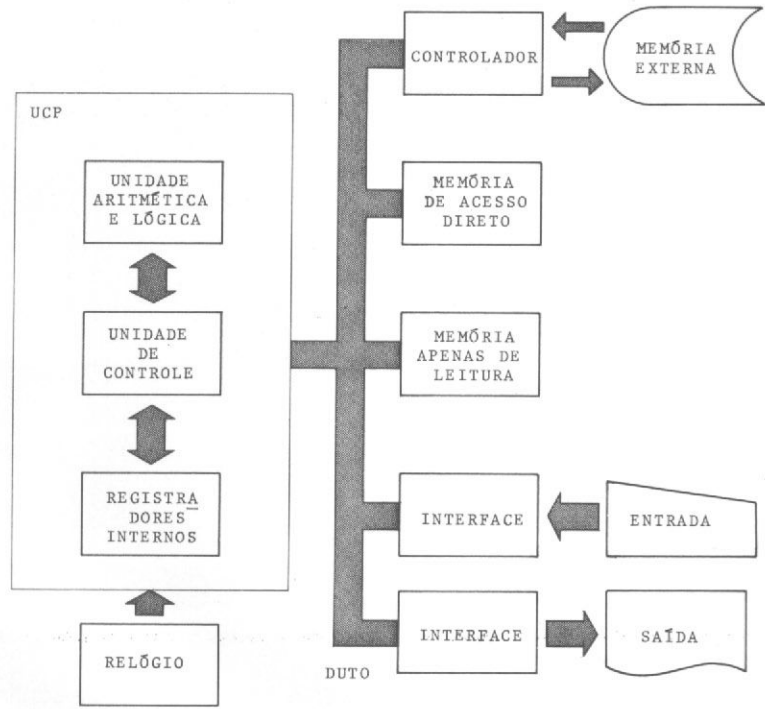 UCP
UNIDADE
ARITMÉTICA
E LÓGICA
UNIDADE
DE
CONTROLE
REGISTRA
DORES
INTERNOS
RELÓGIO
DUTO
CONTROLADOR
MEMÓRIA
EXTERNA
MEMÓRIA
DE ACESSO
DIRETO
MEMÓRIA
APENAS DE
LEITURA
INTERFACE
ENTRADA
INTERFACE
SAÍDA